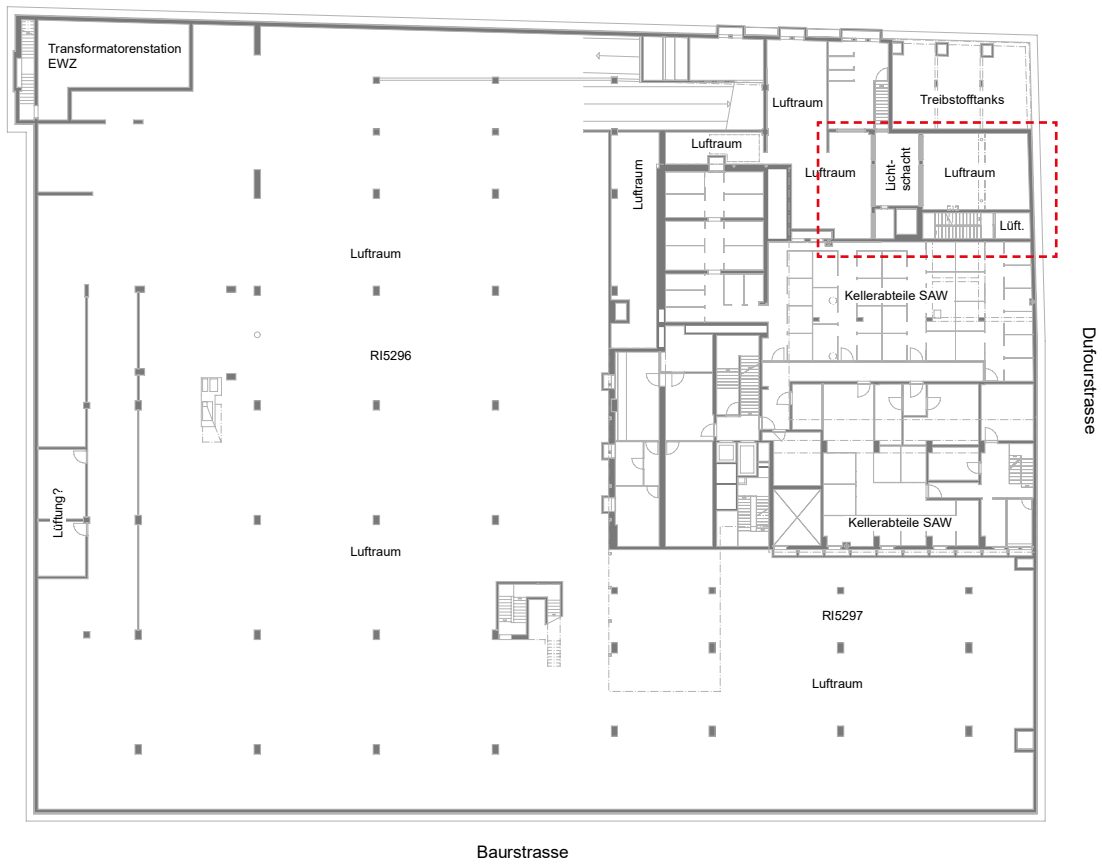 Transformatorenstation
EWZ
Luftraum
Treibstofftanks
Luftraum
Luftraum
Licht-
schacht
Luftraum
Luftraum
Luftraum
Lüft.
Luftraum
Kellerabteile SAW
RI5296
Dufourstrasse
Lüftung?
Kellerabteile SAW
Luftraum
RI5297
Luftraum
Baurstrasse